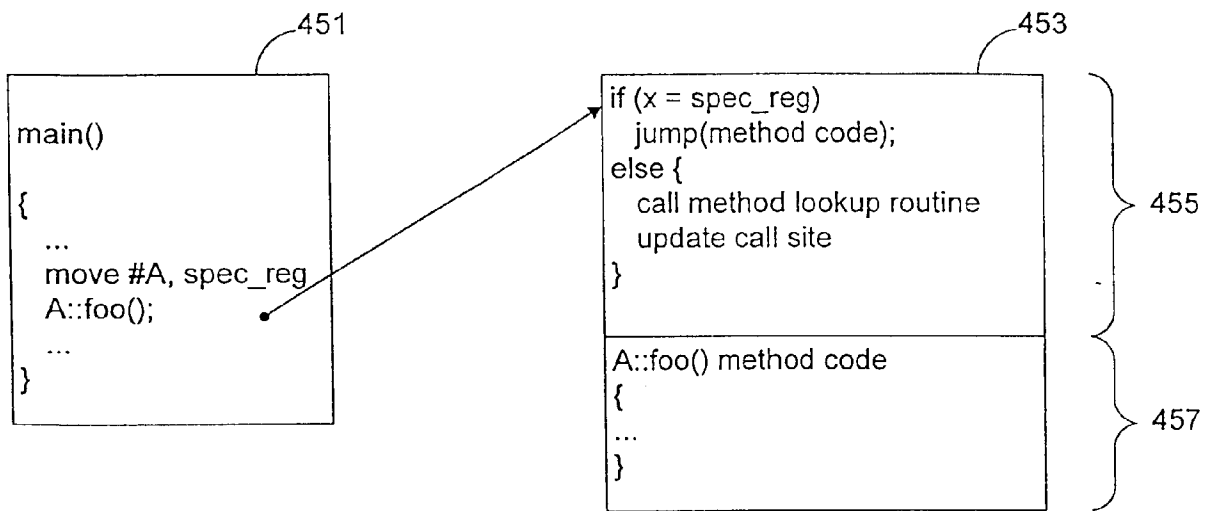 451
main()
{
...
move #A, spec_reg
A::foo();
...
}
453
if (x = spec_reg)
jump(method code);
else {
call method lookup routine
update call site
}
455
A::foo() method code
{
...
}
457